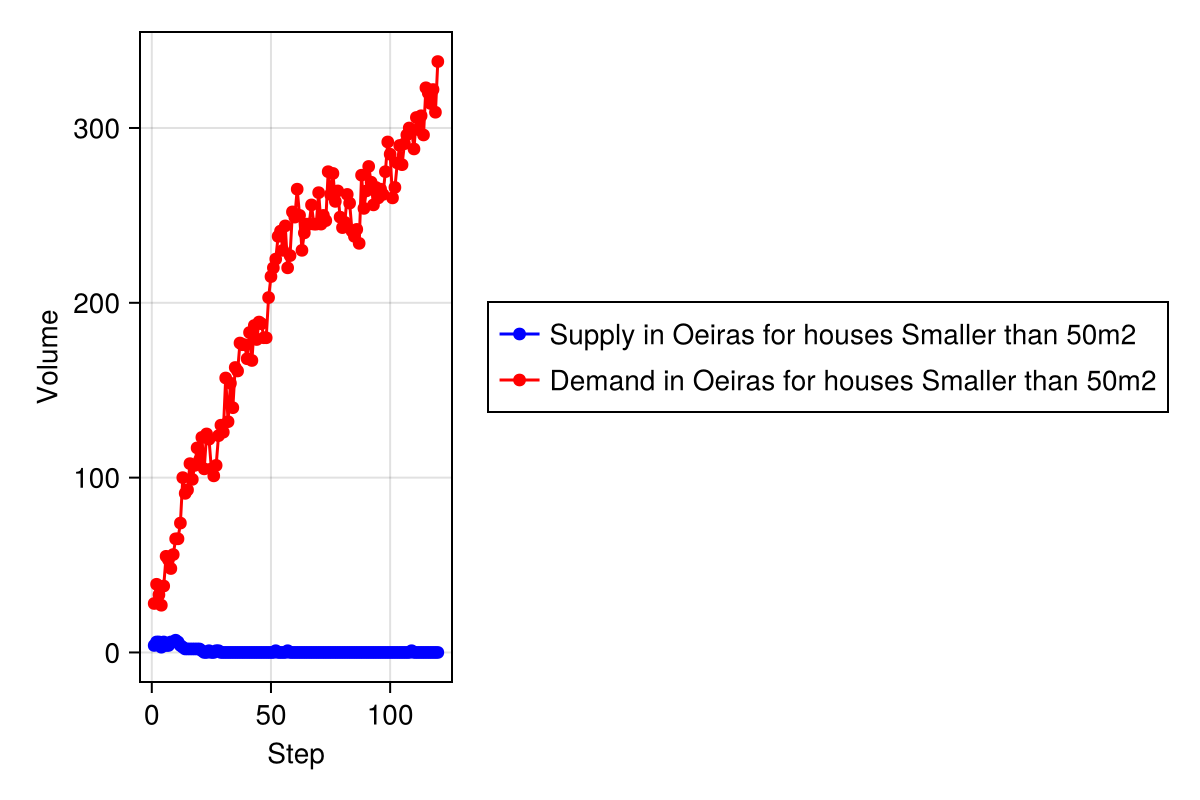 Volume
300
200
100
0
0 50 100
Step
Supply in Oeiras for houses Smaller than 50m2
Demand in Oeiras for houses Smaller than 50m2